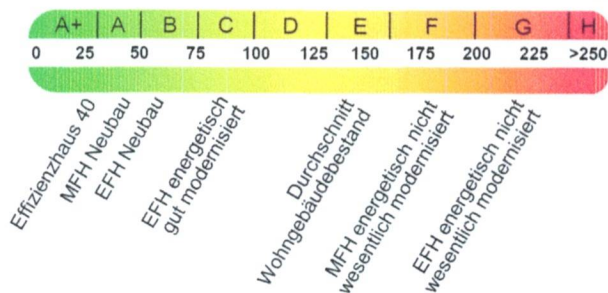 A+ A B C D E F G H
0 25 50 75 100 125 150 175 200 225 >250
Effizienzhaus 40
MFH Neubau
EFH Neubau
EFH energetisch
gut modernisiert
Durchschnitt
Wohngebäudebestand
MFH energetisch nicht
wesentlich modernisiert
EFH energetisch nicht
wesentlich modernisiert